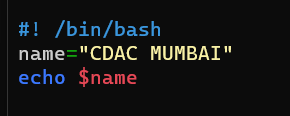 #! /bin/bash
name="CDAC MUMBAI"
echo $name